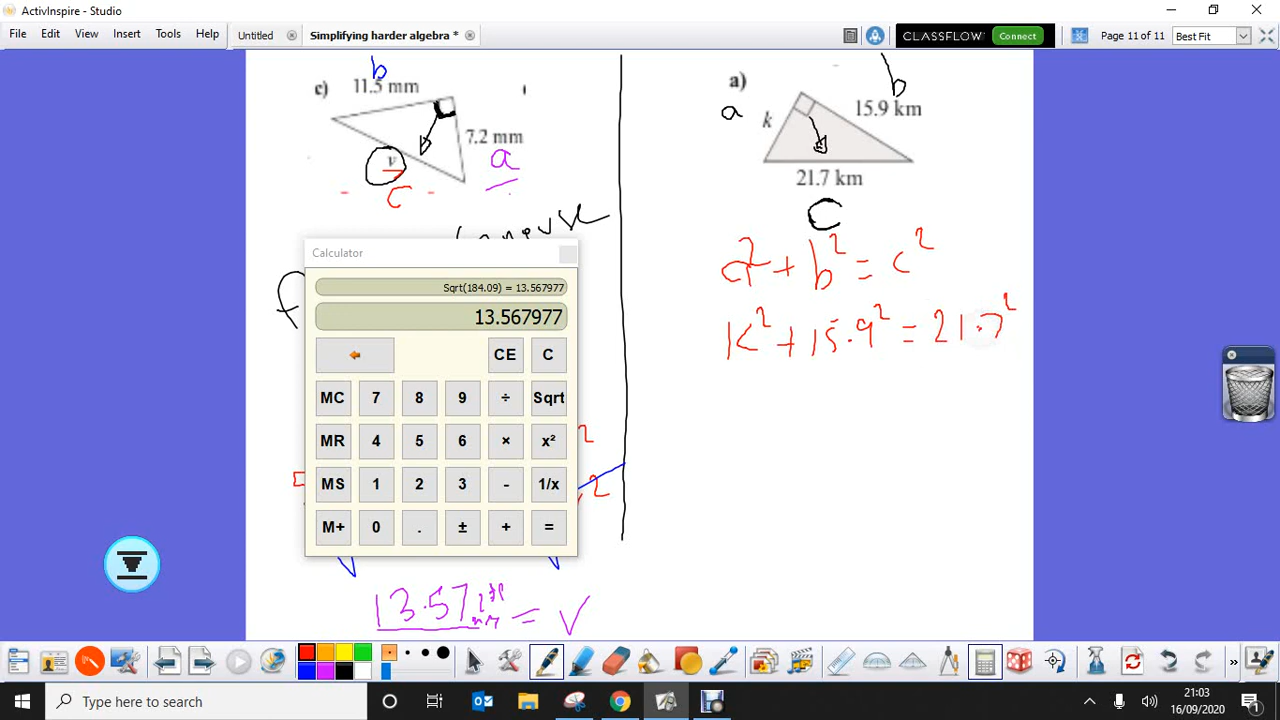 ActivInspire - Studio
File Edit View Insert Tools Help
Untitled
Simplifying harder algebra *
CLASSFLOW Connect
Page 11 of 11
Best Fit
b
c) 11.5 mm
7.2 mm
v
a
c
a) b
a k 15.9 km
21.7 km
C
a² + b² = c²
k² + 15.9² = 21.7²
Calculator
Sqrt(184.09) = 13.567977
13.567977
CE C
MC 7 8 9 ÷ Sqrt
MR 4 5 6 × x²
MS 1 2 3 - 1/x
M+ 0 . ± + =
2
2
13.57 mm = v
Type here to search
21:03
16/09/2020
1